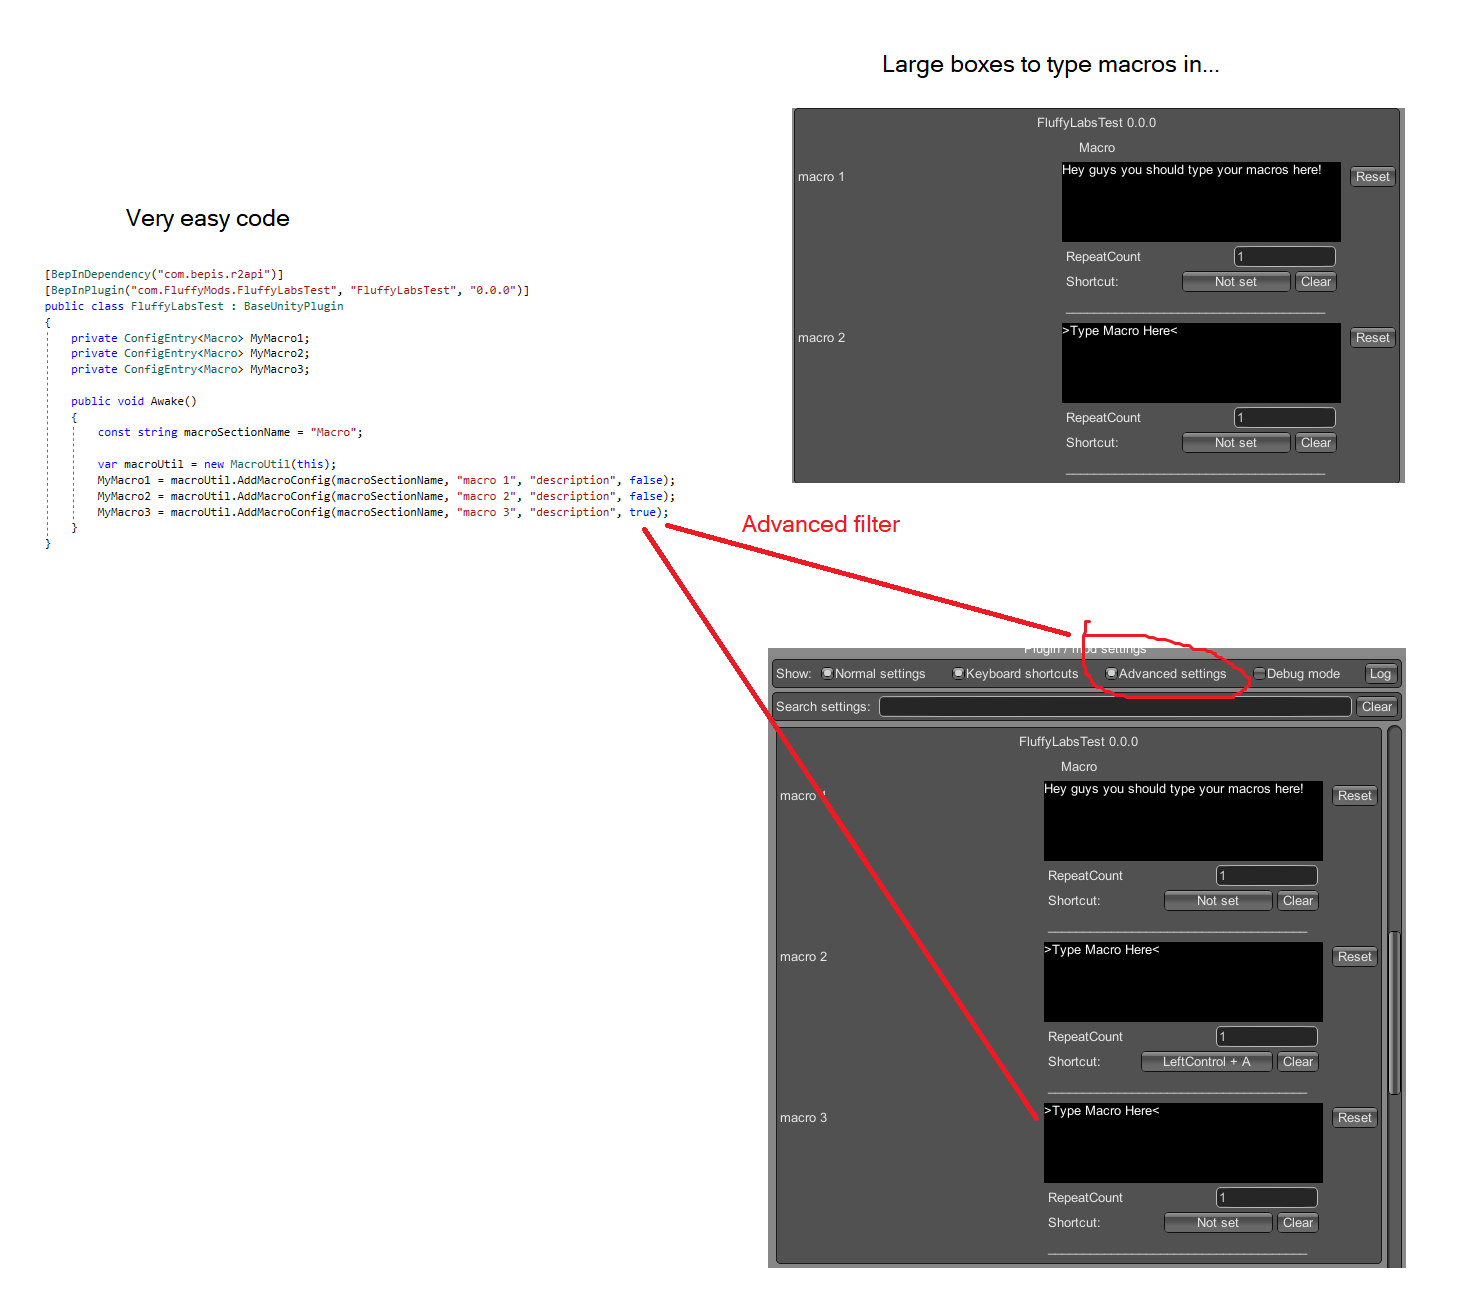 Large boxes to type macros in...
FluffyLabsTest 0.0.0
Macro
macro 1
Hey guys you should type your macros here!
Reset
RepeatCount
1
Shortcut:
Not set
Clear
macro 2
>Type Macro Here<
Reset
RepeatCount
1
Shortcut:
Not set
Clear
Very easy code
[BepInDependency("com.bepis.r2api")]
[BepInPlugin("com.FluffyMods.FluffyLabsTest", "FluffyLabsTest", "0.0.0")]
public class FluffyLabsTest : BaseUnityPlugin
{
private ConfigEntry<Macro> MyMacro1;
private ConfigEntry<Macro> MyMacro2;
private ConfigEntry<Macro> MyMacro3;
public void Awake()
{
const string macroSectionName = "Macro";
var macroUtil = new MacroUtil(this);
MyMacro1 = macroUtil.AddMacroConfig(macroSectionName, "macro 1", "description", false);
MyMacro2 = macroUtil.AddMacroConfig(macroSectionName, "macro 2", "description", false);
MyMacro3 = macroUtil.AddMacroConfig(macroSectionName, "macro 3", "description", true);
}
}
Advanced filter
Plugin / mod settings
Show: Normal settings Keyboard shortcuts Advanced settings Debug mode Log
Search settings: Clear
FluffyLabsTest 0.0.0
Macro
macro 1
Hey guys you should type your macros here!
Reset
RepeatCount
1
Shortcut:
Not set
Clear
macro 2
>Type Macro Here<
Reset
RepeatCount
1
Shortcut:
LeftControl + A
Clear
macro 3
>Type Macro Here<
Reset
RepeatCount
1
Shortcut:
Not set
Clear